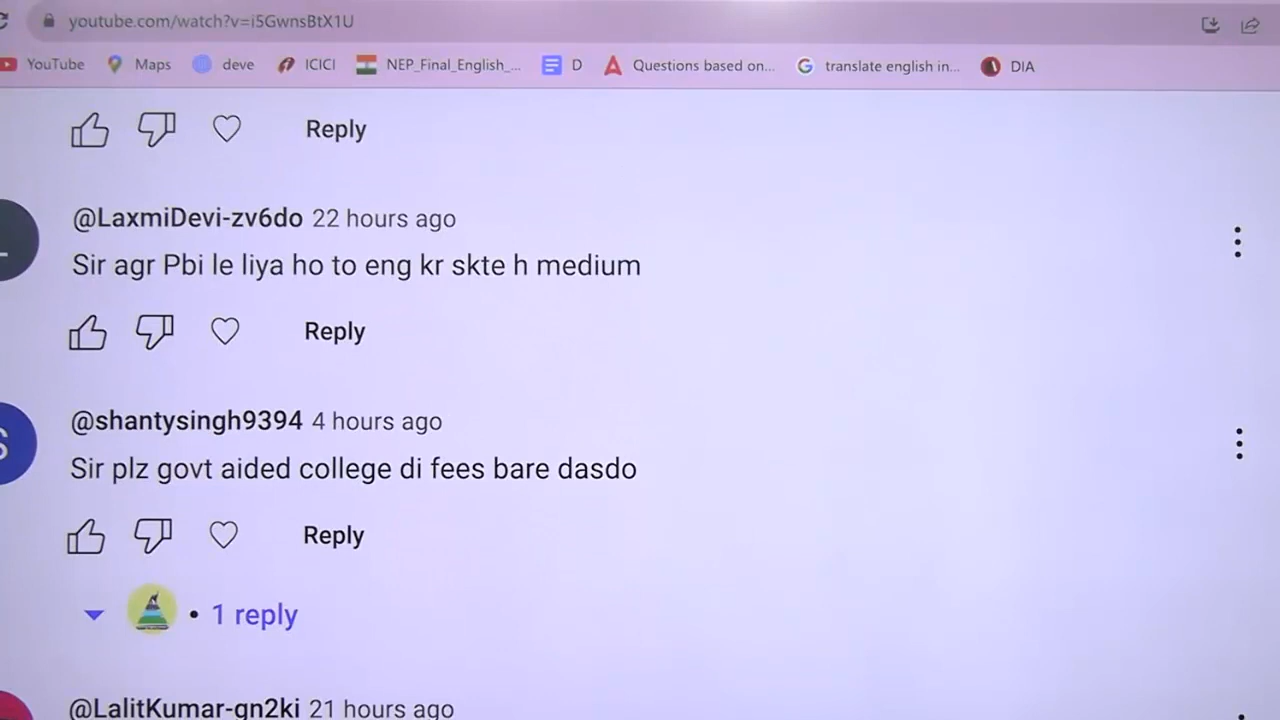 youtube.com/watch?v=i5GwnsBtX1U
YouTube Maps deve ICICI NEP_Final_English_... D Questions based on... translate english in... DIA
Reply
@LaxmiDevi-zv6do 22 hours ago
Sir agr Pbi le liya ho to eng kr skte h medium
Reply
@shantysingh9394 4 hours ago
Sir plz govt aided college di fees bare dasdo
Reply
• 1 reply
@LalitKumar-gn2ki 21 hours ago